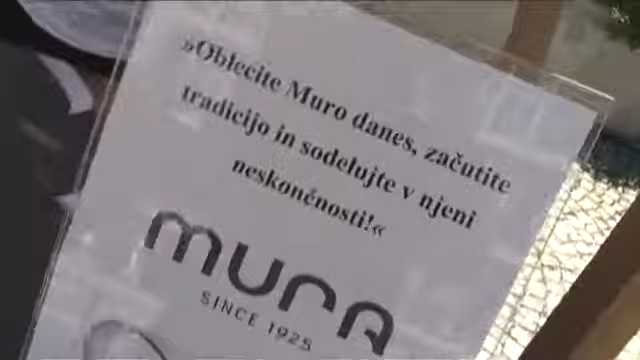 »Oblecite Muro danes, začutite
tradicijo in sodelujte v njeni
neskončnosti!«
mura
SINCE 1925